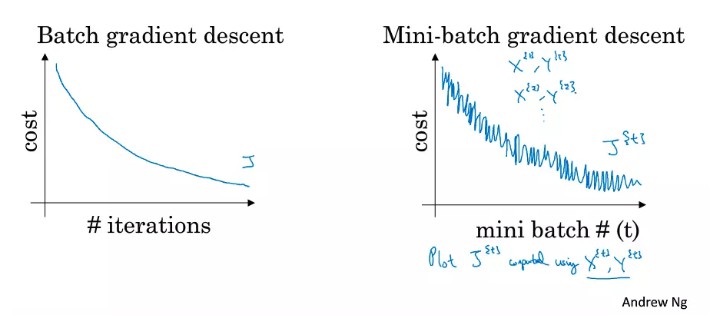 Batch gradient descent
cost
J
# iterations
Mini-batch gradient descent
X^{1}, Y^{1}
X^{2}, Y^{2}
⋮
cost
J^{t}
mini batch # (t)
Plot J^{t} computed using X^{t}, Y^{t}
Andrew Ng